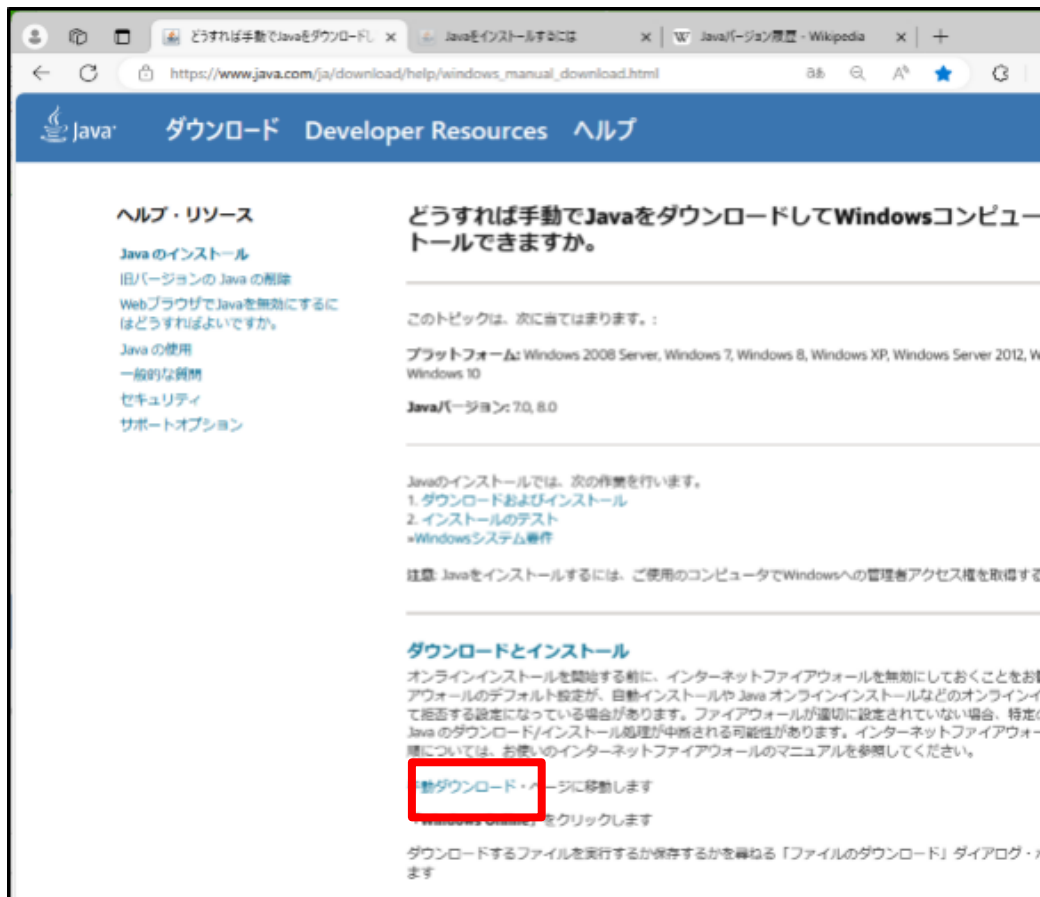 どうすれば手動でJavaをダウンロードし
Javaをインストールするには
Javaバージョン履歴 - Wikipedia
https://www.java.com/ja/download/help/windows_manual_download.html
Java
ダウンロード Developer Resources ヘルプ
ヘルプ・リソース
Java のインストール
旧バージョンの Java の削除
WebブラウザでJavaを無効にするに
はどうすればよいですか。
Java の使用
一般的な質問
セキュリティ
サポートオプション
どうすれば手動でJavaをダウンロードしてWindowsコンピュー
トールできますか。
このトピックは、次に当てはまります。:
プラットフォーム: Windows 2008 Server, Windows 7, Windows 8, Windows XP, Windows Server 2012, W
Windows 10
Javaバージョン: 7.0, 8.0
Javaのインストールでは、次の作業を行います。
1. ダウンロードおよびインストール
2. インストールのテスト
»Windowsシステム要件
注意: Javaをインストールするには、ご使用のコンピュータでWindowsへの管理者アクセス権を取得する
ダウンロードとインストール
オンラインインストールを開始する前に、インターネットファイアウォールを無効にしておくことをお
アウォールのデフォルト設定が、自動インストールや Java オンラインインストールなどのオンラインイ
て拒否する設定になっている場合があります。ファイアウォールが適切に設定されていない場合、特定の
Java のダウンロード/インストール処理が中断される可能性があります。インターネットファイアウォー
順については、お使いのインターネットファイアウォールのマニュアルを参照してください。
動ダウンロード・ページに移動します
Windows Online」をクリックします
ダウンロードするファイルを実行するか保存するかを尋ねる「ファイルのダウンロード」ダイアログ・ボ
ます